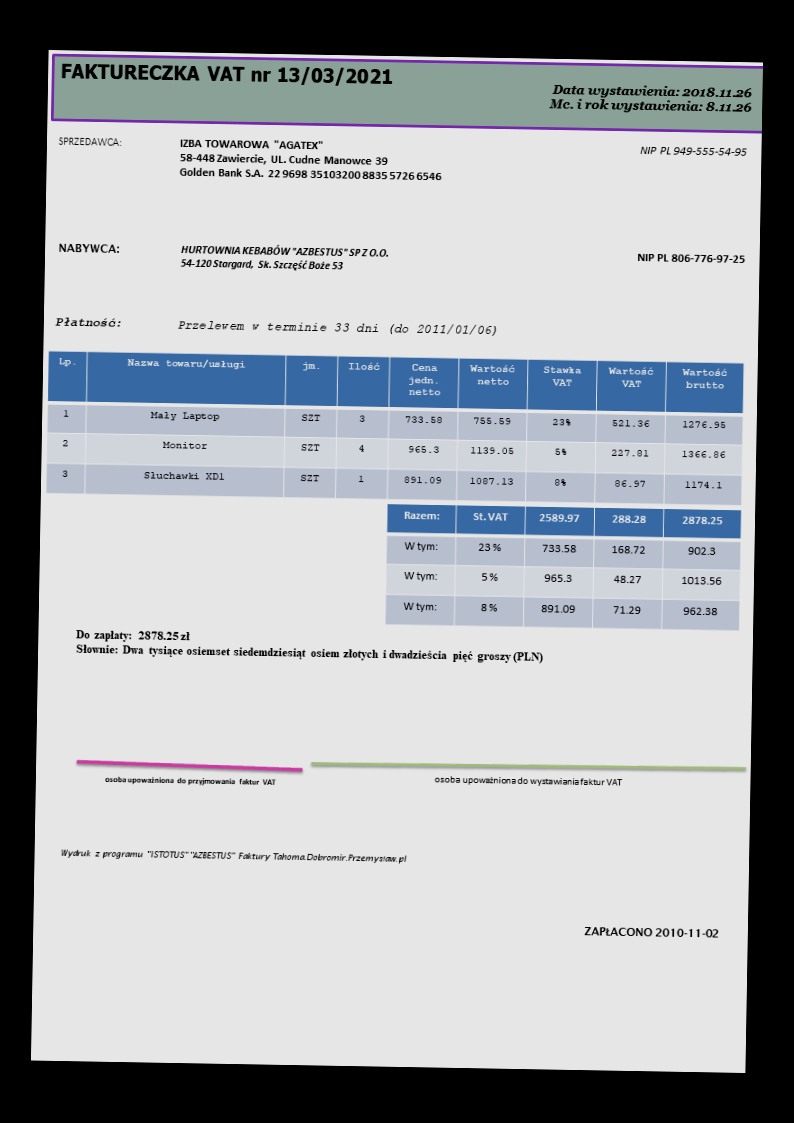 FAKTURECZKA VAT nr 13/03/2021
Data wystawienia: 2018.11.26
Mc. i rok wystawienia: 8.11.26
SPRZEDAWCA: IZBA TOWAROWA "AGATEX" NIP PL 949-555-54-95
58-448 Zawiercie, UL. Cudne Manowce 39
Golden Bank S.A. 22 9698 3510 3200 8835 5726 6546
NABYWCA: HURTOWNIA KEBABÓW "AZBESTUS" SP Z O.O. NIP PL 806-776-97-25
54-120 Stargard, Sk. Szczęść Boże 53
Płatność: Przelewem w terminie 33 dni (do 2011/01/06)
Lp. Nazwa towaru/usługi jm. Ilość Cena jedn. netto Wartość netto Stawka VAT Wartość VAT Wartość brutto
1 Mały Laptop SZT 3 733.58 755.59 23% 521.36 1276.95
2 Monitor SZT 4 965.3 1139.05 5% 227.81 1366.86
3 Słuchawki XD1 SZT 1 891.09 1087.13 8% 86.97 1174.1
Razem: St. VAT 2589.97 288.28 2878.25
W tym: 23 % 733.58 168.72 902.3
W tym: 5 % 965.3 48.27 1013.56
W tym: 8 % 891.09 71.29 962.38
Do zapłaty: 2878.25 zł
Słownie: Dwa tysiące osiemset siedemdziesiąt osiem złotych i dwadzieścia pięć groszy (PLN)
osoba upoważniona do przyjmowania faktur VAT
osoba upoważniona do wystawiania faktur VAT
Wydruk z programu "ISTOTUS" "AZBESTUS" Faktury Tahoma.Dobromir.Przemysław.pl
ZAPŁACONO 2010-11-02